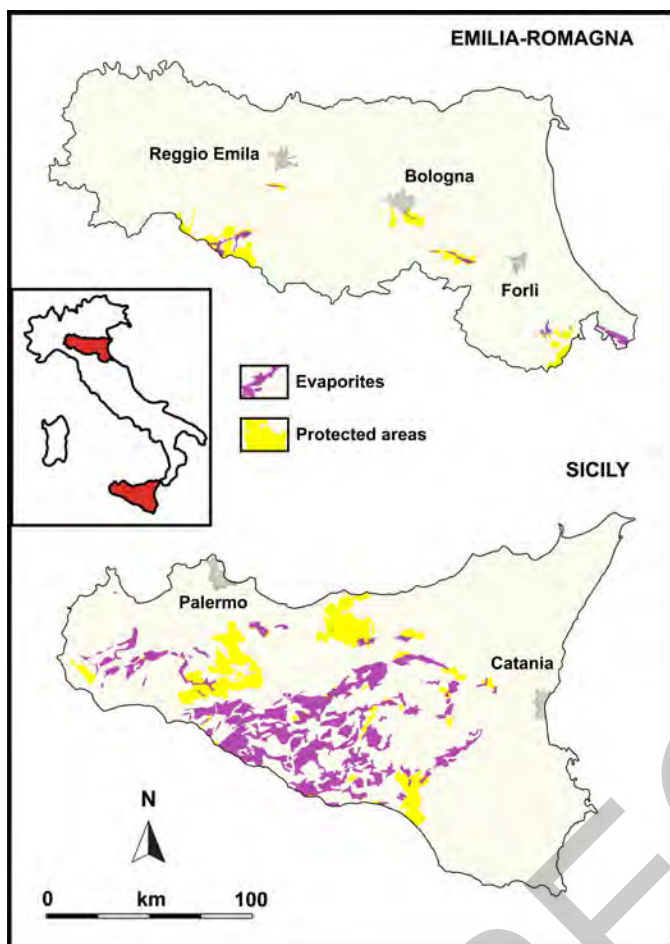 EMILIA-ROMAGNA
Reggio Emila
Bologna
Forlì
Evaporites
Protected areas
SICILY
Palermo
Catania
N
0 km 100